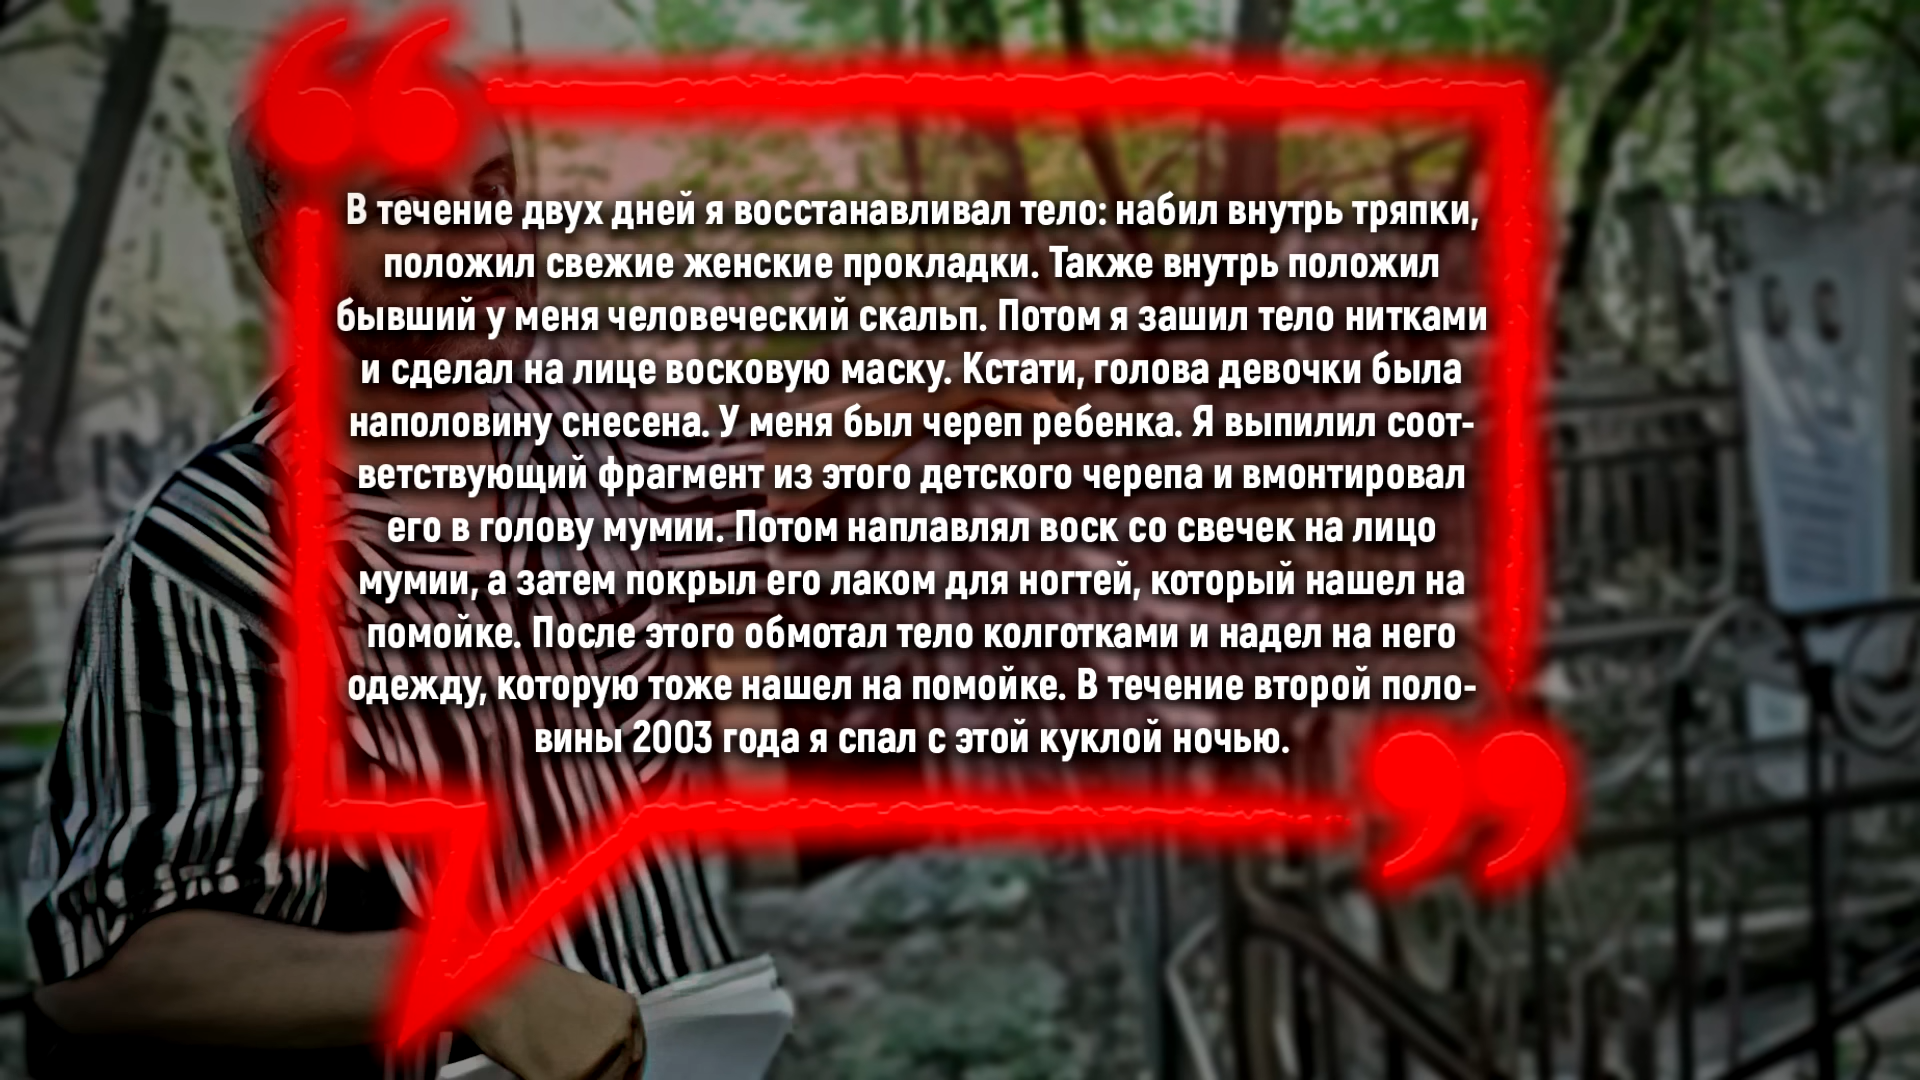 В течение двух дней я восстанавливал тело: набил внутрь тряпки,
положил свежие женские прокладки. Также внутрь положил
бывший у меня человеческий скальп. Потом я зашил тело нитками
и сделал на лице восковую маску. Кстати, голова девочки была
наполовину снесена. У меня был череп ребенка. Я выпилил соот-
ветствующий фрагмент из этого детского черепа и вмонтировал
его в голову мумии. Потом наплавлял воск со свечек на лицо
мумии, а затем покрыл его лаком для ногтей, который нашел на
помойке. После этого обмотал тело колготками и надел на него
одежду, которую тоже нашел на помойке. В течение второй поло-
вины 2003 года я спал с этой куклой ночью.